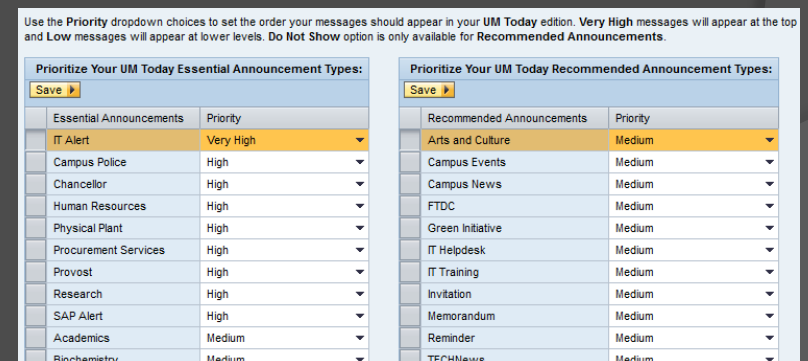 Use the Priority dropdown choices to set the order your messages should appear in your UM Today edition. Very High messages will appear at the top
and Low messages will appear at lower levels. Do Not Show option is only available for Recommended Announcements.
Prioritize Your UM Today Essential Announcement Types:
Save
Essential Announcements Priority
IT Alert Very High
Campus Police High
Chancellor High
Human Resources High
Physical Plant High
Procurement Services High
Provost High
Research High
SAP Alert High
Academics Medium
Biochemistry Medium
Prioritize Your UM Today Recommended Announcement Types:
Save
Recommended Announcements Priority
Arts and Culture Medium
Campus Events Medium
Campus News Medium
FTDC Medium
Green Initiative Medium
IT Helpdesk Medium
IT Training Medium
Invitation Medium
Memorandum Medium
Reminder Medium
TECHNews Medium